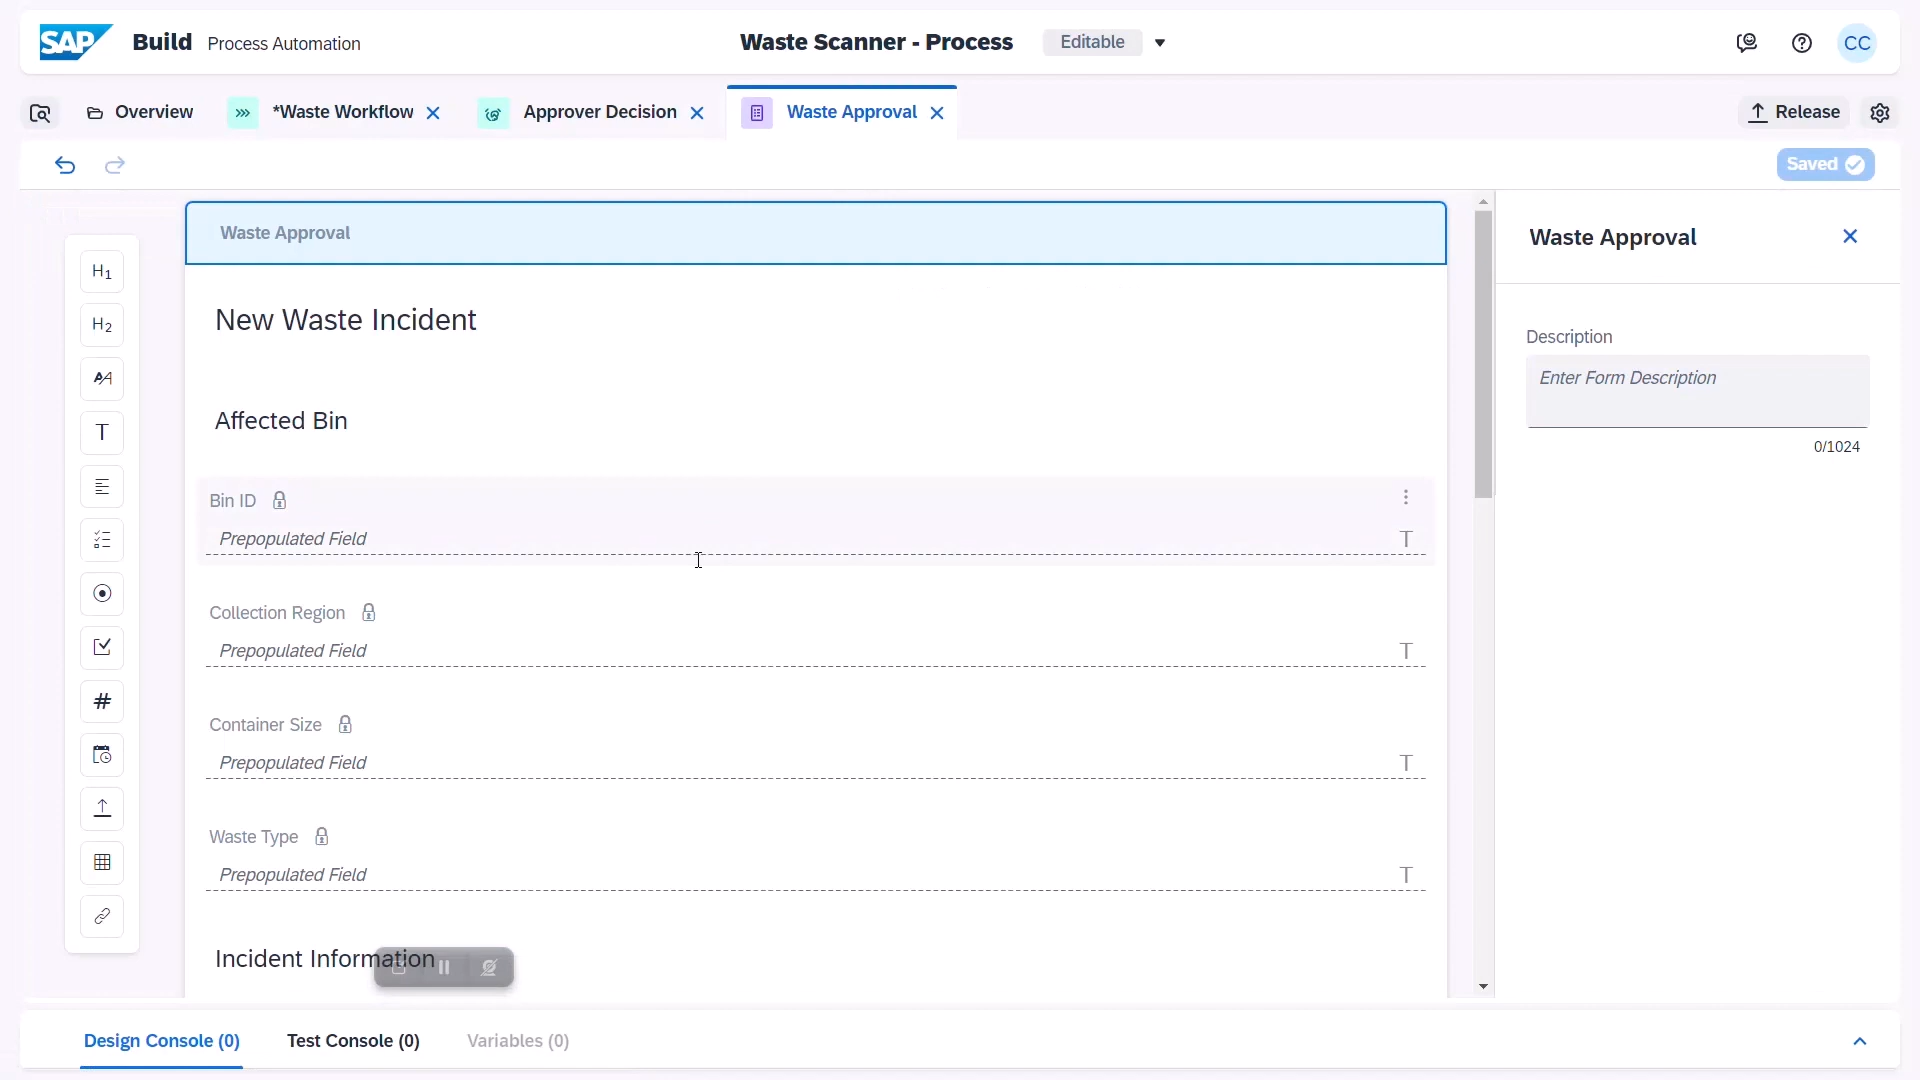 SAP Build Process Automation
Waste Scanner - Process Editable
CC
Overview
*Waste Workflow
Approver Decision
Waste Approval
Release
Saved
H1
H2
T
#
Waste Approval
New Waste Incident
Affected Bin
Bin ID
Prepopulated Field
T
Collection Region
Prepopulated Field
T
Container Size
Prepopulated Field
T
Waste Type
Prepopulated Field
T
Incident Information
Waste Approval
Description
Enter Form Description
0/1024
Design Console (0) Test Console (0) Variables (0)